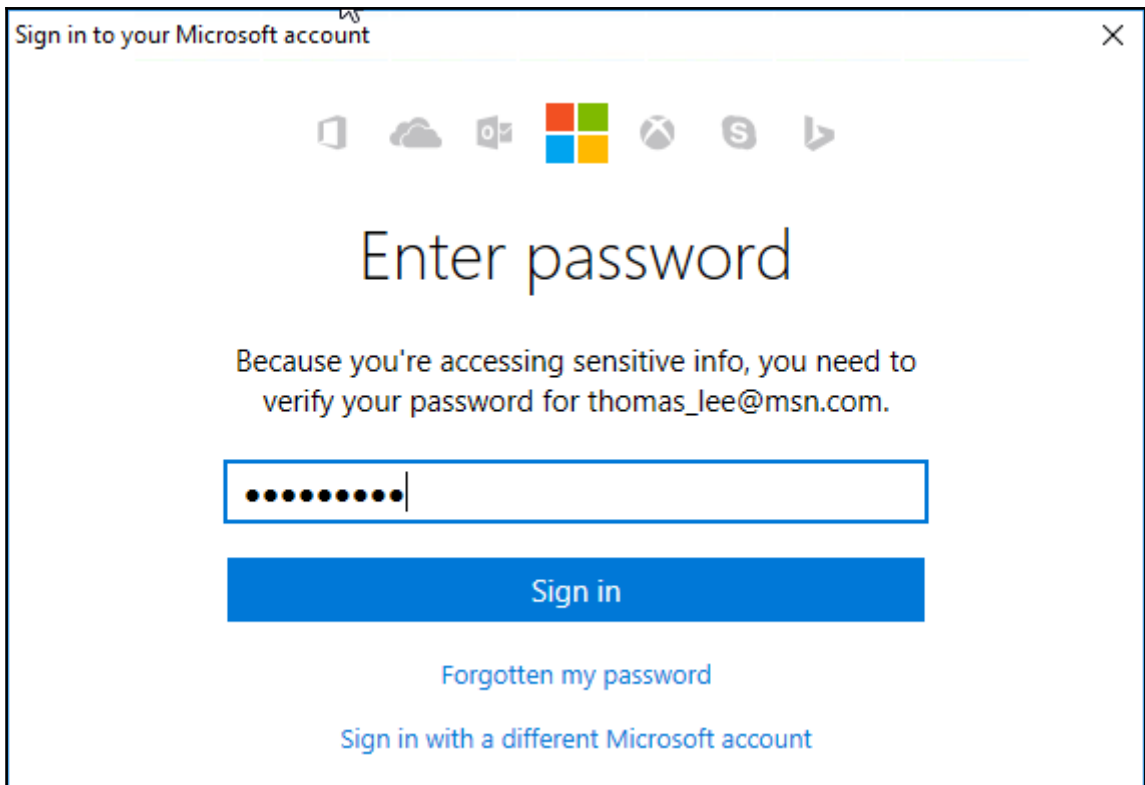 Sign in to your Microsoft account
Enter password
Because you're accessing sensitive info, you need to
verify your password for thomas_lee@msn.com.
●●●●●●●●●
Sign in
Forgotten my password
Sign in with a different Microsoft account